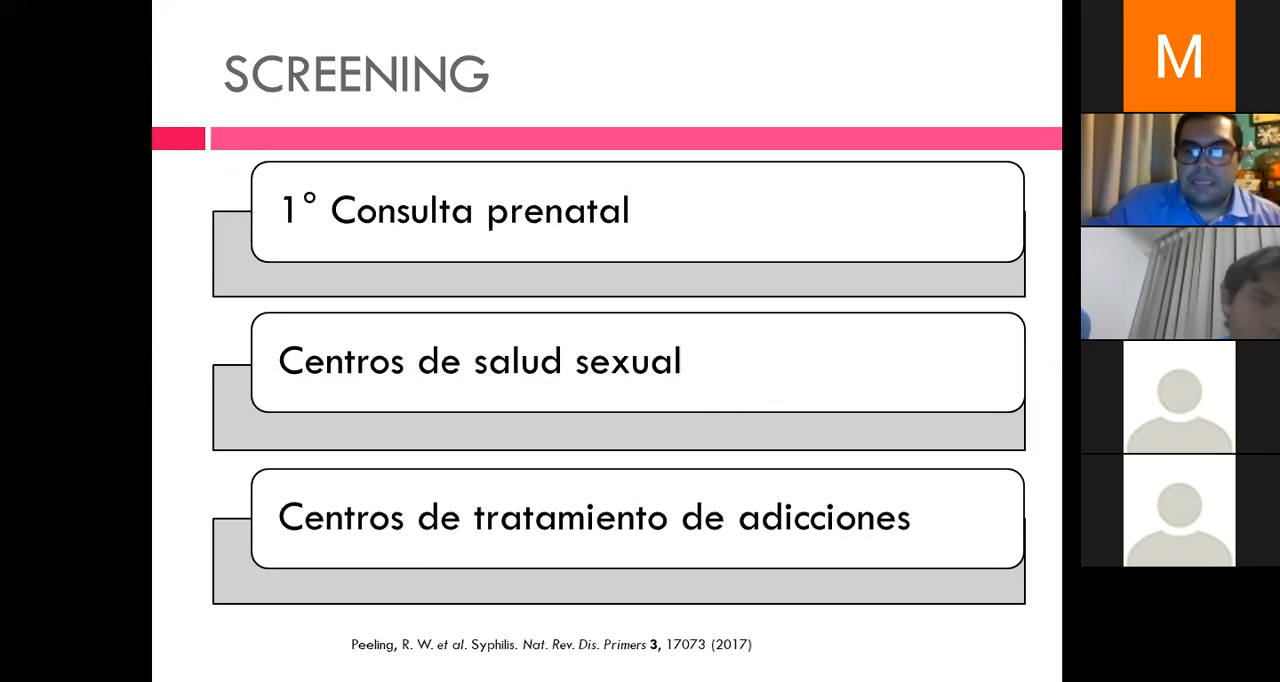 SCREENING
1° Consulta prenatal
Centros de salud sexual
Centros de tratamiento de adicciones
Peeling, R. W. et al. Syphilis. Nat. Rev. Dis. Primers 3, 17073 (2017)
M